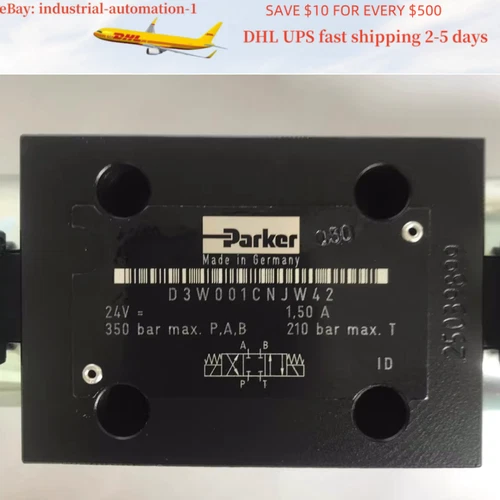 eBay: industrial-automation-1
SAVE $10 FOR EVERY $500
DHL
DHL UPS fast shipping 2-5 days
Parker
Q30
Made in Germany
D3W001CNJW42
24V = 1,50 A
350 bar max. P,A,B 210 bar max. T
A B
P T
ID